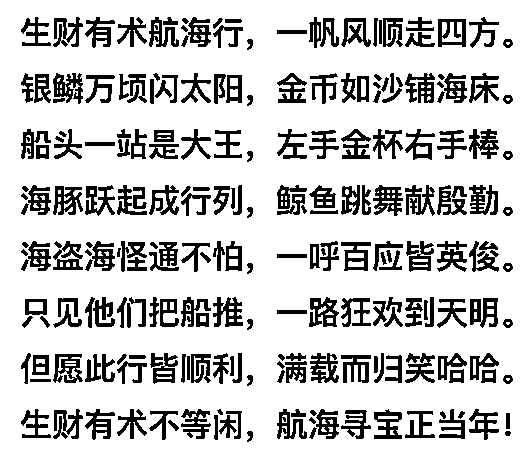 生财有术航海行，一帆风顺走四方。
银鳞万顷闪太阳，金币如沙铺海床。
船头一站是大王，左手金杯右手棒。
海豚跃起成行列，鲸鱼跳舞献殷勤。
海盗海怪通不怕，一呼百应皆英俊。
只见他们把船推，一路狂欢到天明。
但愿此行皆顺利，满载而归笑哈哈。
生财有术不等闲，航海寻宝正当年!